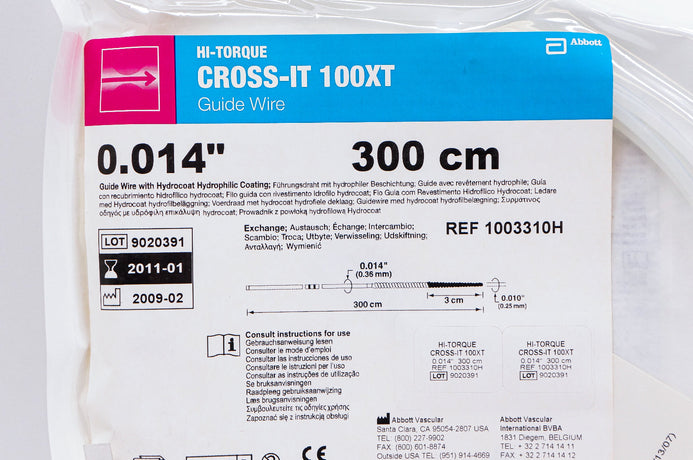 HI-TORQUE
CROSS-IT 100XT
Guide Wire
Abbott
0.014" 300 cm
Guide Wire with Hydrocoat Hydrophilic Coating; Führungsdraht mit hydrophiler Beschichtung; Guide avec revêtement hydrophile; Guía
con recubrimiento hidrofílico hydrocoat; Filo guida con rivestimento Idrofilo hydrocoat; Fio Guia com Revestimento Hidrofílico Hydrocoat; Ledare
med Hydrocoat hydrofilbeläggning; Voerdraad met hydrocoat hydrofiele deklaag; Guidewire med hydrocoat hydrofilbelægning; Συρμάτινος
οδηγός με υδρόφιλη επικάλυψη hydrocoat; Prowadnik z powłoką hydrofilową Hydrocoat
LOT 9020391
2011-01
2009-02
Exchange; Austausch; Échange; Intercambio;
Scambio; Troca; Utbyte; Verwisseling; Udskiftning;
Ανταλλαγή; Wymienić
REF 1003310H
0.014"
(0.36 mm)
3 cm
300 cm
0.010"
(0.25 mm)
Consult instructions for use
Gebrauchsanweisung lesen
Consulter le mode d'emploi
Consultar las instrucciones de uso
Consultare le istruzioni per l'uso
Consultar as instruções de utilização
Se bruksanvisningen
Raadpleeg gebruiksaanwijzing
Læs brugsanvisningen
Συμβουλευτείτε τις οδηγίες χρήσης
Zapoznać się z instrukcją obsługi
HI-TORQUE
CROSS-IT 100XT
0.014" 300 cm
REF 1003310H
LOT 9020391
HI-TORQUE
CROSS-IT 100XT
0.014" 300 cm
REF 1003310H
LOT 9020391
Abbott Vascular
Santa Clara, CA 95054-2807 USA
TEL: (800) 227-9902
FAX: (800) 601-8874
Outside USA TEL: (951) 914-4669
Abbott Vascular
International BVBA
1831 Diegem, BELGIUM
TEL + 32 2 714 14 11
FAX + 32 2 714 14 12
CE
13/07)